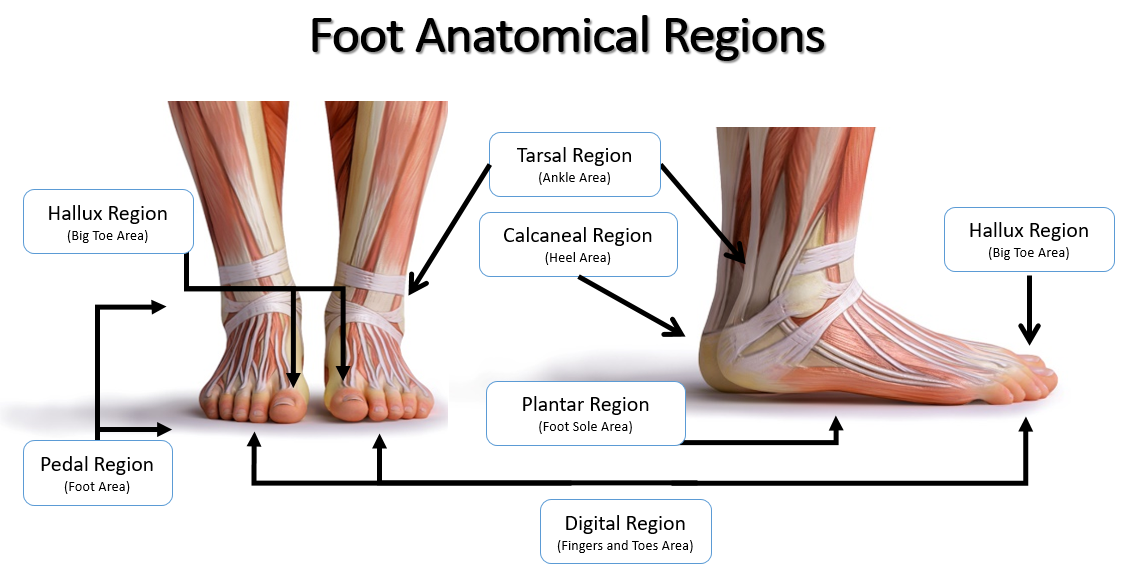 Foot Anatomical Regions
Tarsal Region
(Ankle Area)
Hallux Region
(Big Toe Area)
Calcaneal Region
(Heel Area)
Hallux Region
(Big Toe Area)
Plantar Region
(Foot Sole Area)
Pedal Region
(Foot Area)
Digital Region
(Fingers and Toes Area)